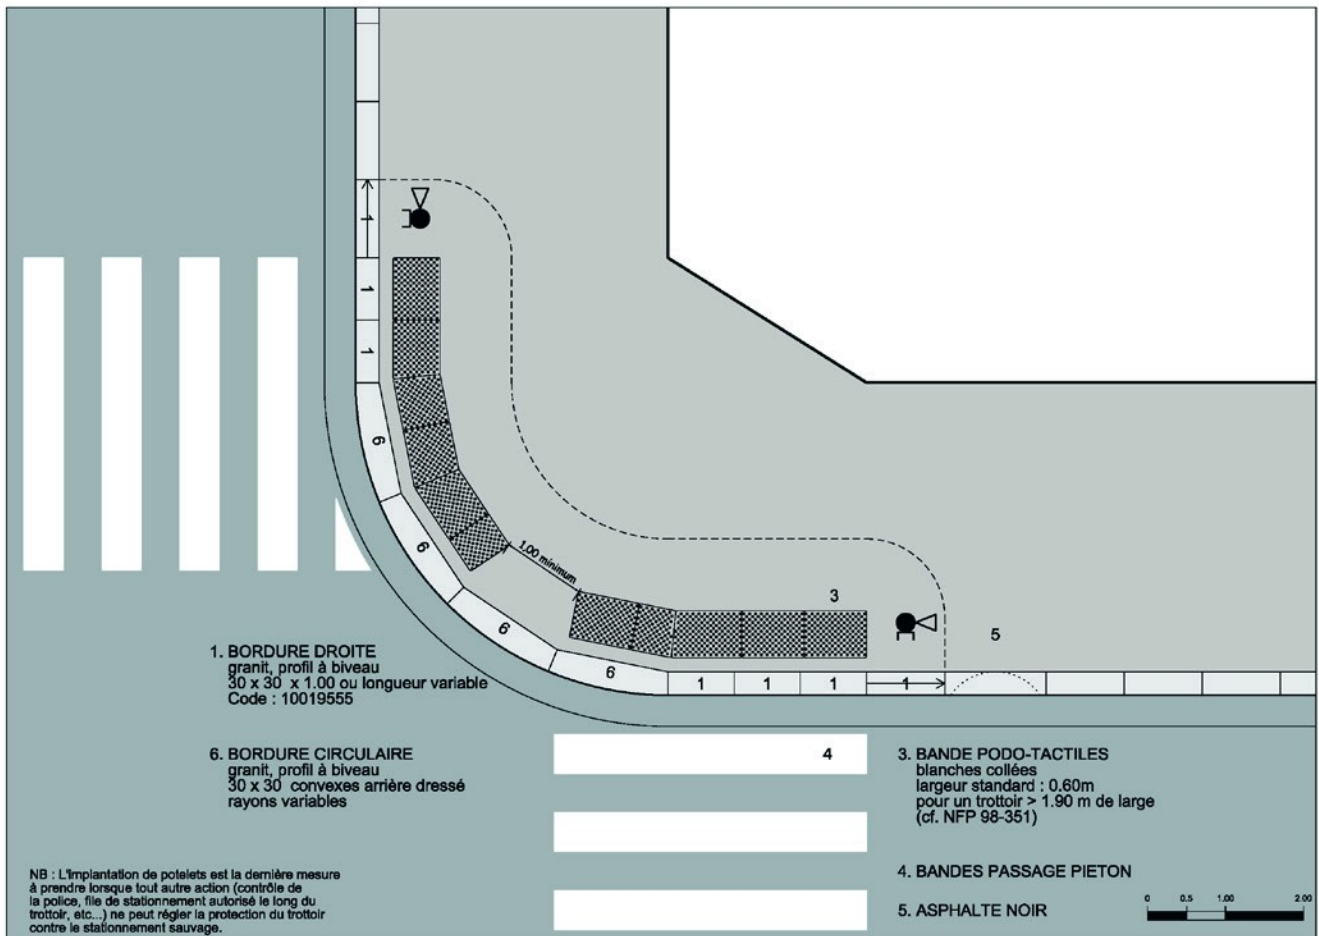 1
1
1
6
6
6
6
1,00 minimum
3
5
1
1
1
1
4
1. BORDURE DROITE
granit, profil à biveau
30 x 30 x 1.00 ou longueur variable
Code : 10019555
6. BORDURE CIRCULAIRE
granit, profil à biveau
30 x 30 convexes arrière dressé
rayons variables
3. BANDE PODO-TACTILES
blanches collées
largeur standard : 0.60m
pour un trottoir > 1.90 m de large
(cf. NFP 98-351)
4. BANDES PASSAGE PIETON
5. ASPHALTE NOIR
NB : L'implantation de potelets est la dernière mesure
à prendre lorsque tout autre action (contrôle de
la police, file de stationnement autorisé le long du
trottoir, etc...) ne peut régler la protection du trottoir
contre le stationnement sauvage.
0 0.5 1.00 2.00